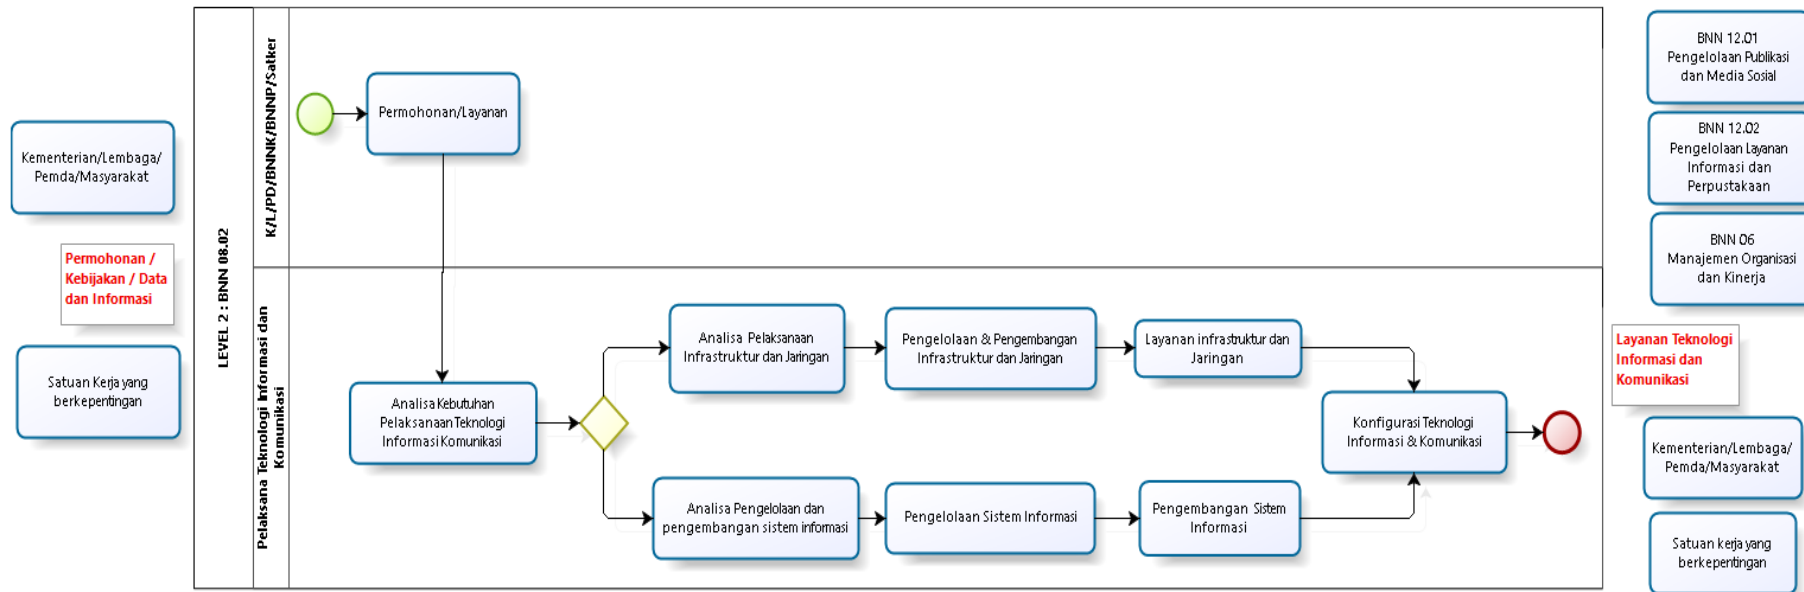 Kementerian/Lembaga/
Pemda/Masyarakat
Permohonan /
Kebijakan / Data
dan Informasi
Satuan Kerja yang
berkepentingan
LEVEL 2 : BNN 08.02
K/L/PD/BNNK/BNNP/Satker
Permohonan/Layanan
Pelaksana Teknologi Informasi dan
Komunikasi
Analisa Kebutuhan
Pelaksanaan Teknologi
Informasi Komunikasi
Analisa Pelaksanaan
Infrastruktur dan Jaringan
Pengelolaan & Pengembangan
Infrastruktur dan Jaringan
Layanan infrastruktur dan
Jaringan
Analisa Pengelolaan dan
pengembangan sistem informasi
Pengelolaan Sistem Informasi
Pengembangan Sistem
Informasi
Konfigurasi Teknologi
Informasi & Komunikasi
BNN 12.01
Pengelolaan Publikasi
dan Media Sosial
BNN 12.02
Pengelolaan Layanan
Informasi dan
Perpustakaan
BNN 06
Manajemen Organisasi
dan Kinerja
Layanan Teknologi
Informasi dan
Komunikasi
Kementerian/Lembaga/
Pemda/Masyarakat
Satuan kerja yang
berkepentingan